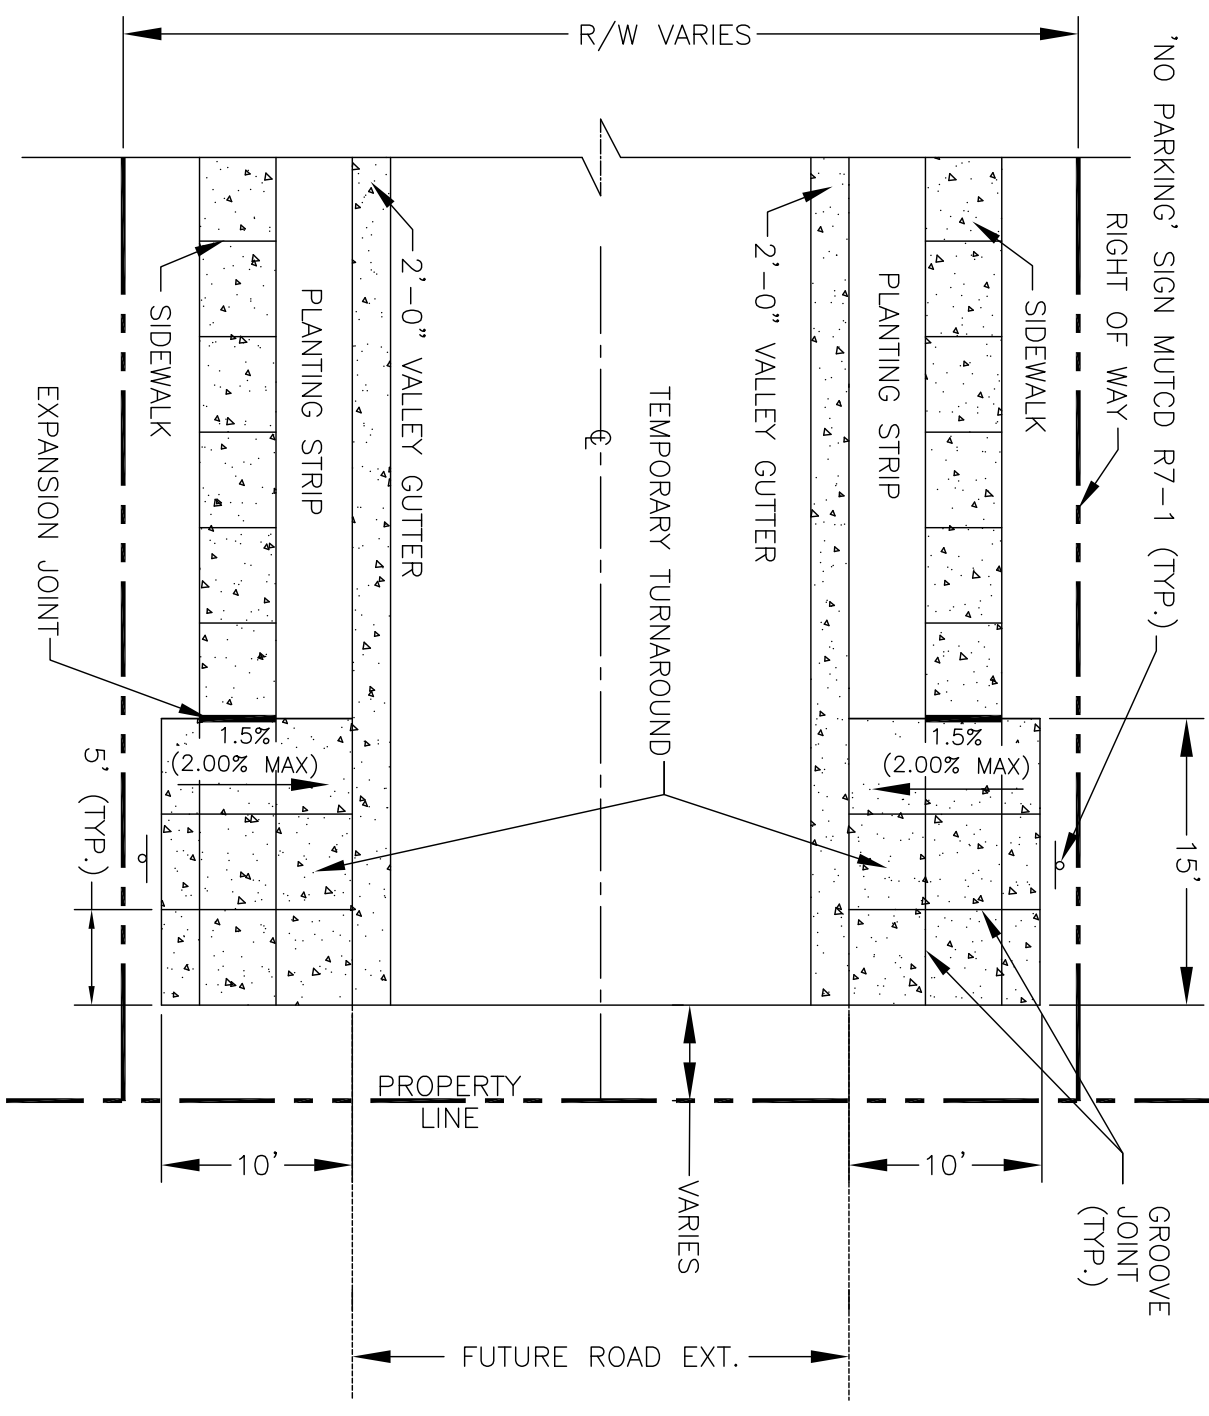 R/W VARIES
'NO PARKING' SIGN MUTCD R7-1 (TYP.)
RIGHT OF WAY
SIDEWALK
PLANTING STRIP
2'-0" VALLEY GUTTER
TEMPORARY TURNAROUND
℄
2'-0" VALLEY GUTTER
PLANTING STRIP
SIDEWALK
EXPANSION JOINT
1.5%
(2.00% MAX)
1.5%
(2.00% MAX)
5' (TYP.)
15'
PROPERTY
LINE
10'
10'
VARIES
GROOVE
JOINT
(TYP.)
FUTURE ROAD EXT.